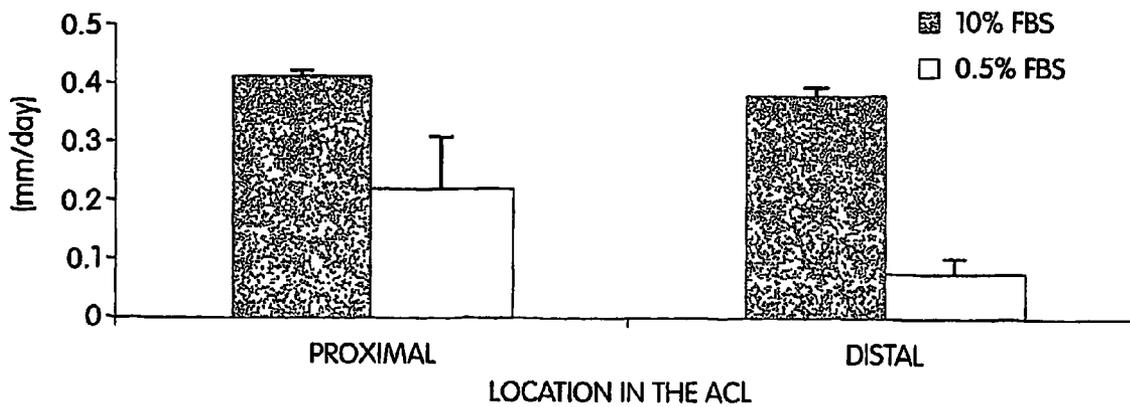 0.5
0.4
0.3
0.2
0.1
0
(mm/day)
10% FBS
0.5% FBS
PROXIMAL
DISTAL
LOCATION IN THE ACL